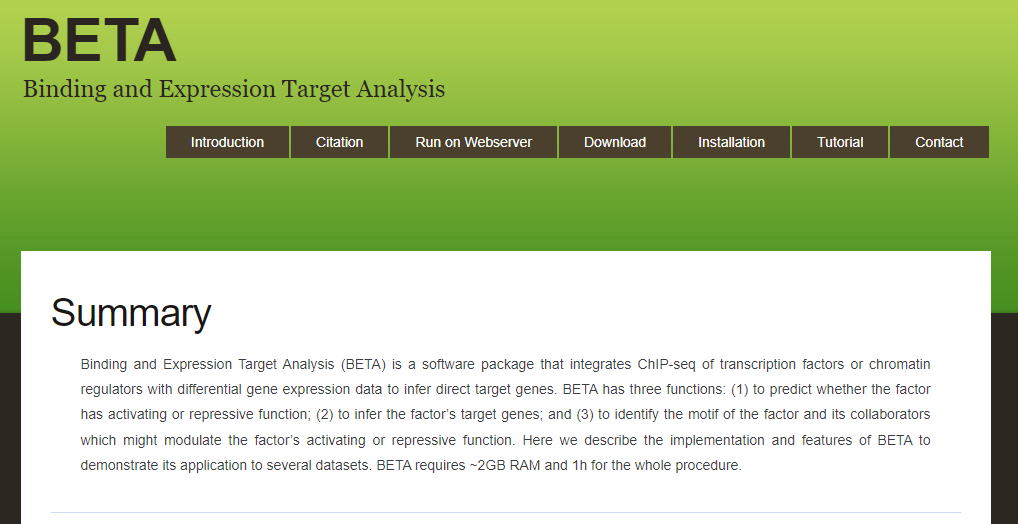 BETA
Binding and Expression Target Analysis
Introduction
Citation
Run on Webserver
Download
Installation
Tutorial
Contact
Summary
Binding and Expression Target Analysis (BETA) is a software package that integrates ChIP-seq of transcription factors or chromatin
regulators with differential gene expression data to infer direct target genes. BETA has three functions: (1) to predict whether the factor
has activating or repressive function; (2) to infer the factor’s target genes; and (3) to identify the motif of the factor and its collaborators
which might modulate the factor’s activating or repressive function. Here we describe the implementation and features of BETA to
demonstrate its application to several datasets. BETA requires ~2GB RAM and 1h for the whole procedure.